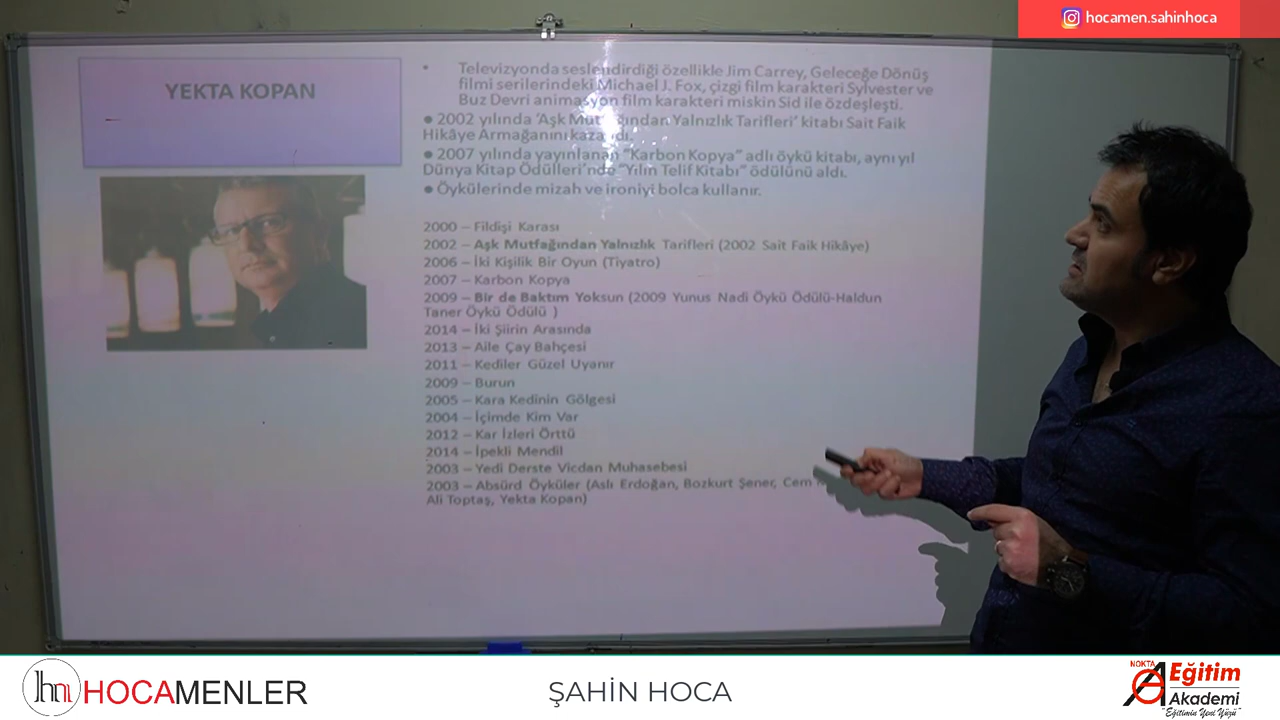 hocamen.sahinhoca
YEKTA KOPAN
• Televizyonda seslendirdiği özellikle Jim Carrey, Geleceğe Dönüş
filmi serilerindeki Michael J. Fox, çizgi film karakteri Sylvester ve
Buz Devri animasyon film karakteri miskin Sid ile özdeşleşti.
● 2002 yılında ‘Aşk Mutfağından Yalnızlık Tarifleri’ kitabı Sait Faik
Hikâye Armağanını kazandı.
● 2007 yılında yayınlanan “Karbon Kopya” adlı öykü kitabı, aynı yıl
Dünya Kitap Ödülleri’nde “Yılın Telif Kitabı” ödülünü aldı.
● Öykülerinde mizah ve ironiyi bolca kullanır.
2000 – Fildişi Karası
2002 – Aşk Mutfağından Yalnızlık Tarifleri (2002 Sait Faik Hikâye)
2006 – İki Kişilik Bir Oyun (Tiyatro)
2007 – Karbon Kopya
2009 – Bir de Baktım Yoksun (2009 Yunus Nadi Öykü Ödülü-Haldun
Taner Öykü Ödülü )
2014 – İki Şiirin Arasında
2013 – Aile Çay Bahçesi
2011 – Kediler Güzel Uyanır
2009 – Burun
2005 – Kara Kedinin Gölgesi
2004 – İçimde Kim Var
2012 – Kar İzleri Örttü
2014 – İpekli Mendil
2003 – Yedi Derste Vicdan Muhasebesi
2003 – Absürd Öyküler (Aslı Erdoğan, Bozkurt Şener, Cem
Ali Toptaş, Yekta Kopan)
hm HOCAMENLER
ŞAHİN HOCA
NOKTA
A Eğitim
Akademi
"Eğitimin Yeni Yüzü"